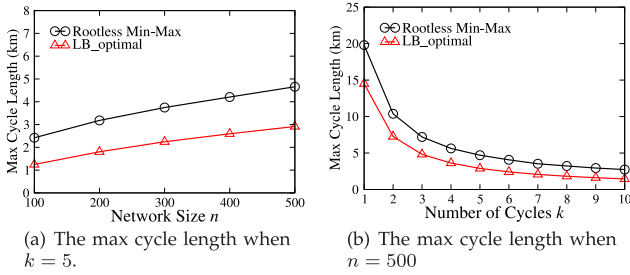 Max Cycle Length (km)
8
7
6
5
4
3
2
1
0
Rootless Min-Max
LB_optimal
100 200 300 400 500
Network Size n
(a) The max cycle length when
k = 5.
Max Cycle Length (km)
25
20
15
10
5
0
Rootless Min-Max
LB_optimal
1 2 3 4 5 6 7 8 9 10
Number of Cycles k
(b) The max cycle length when
n = 500